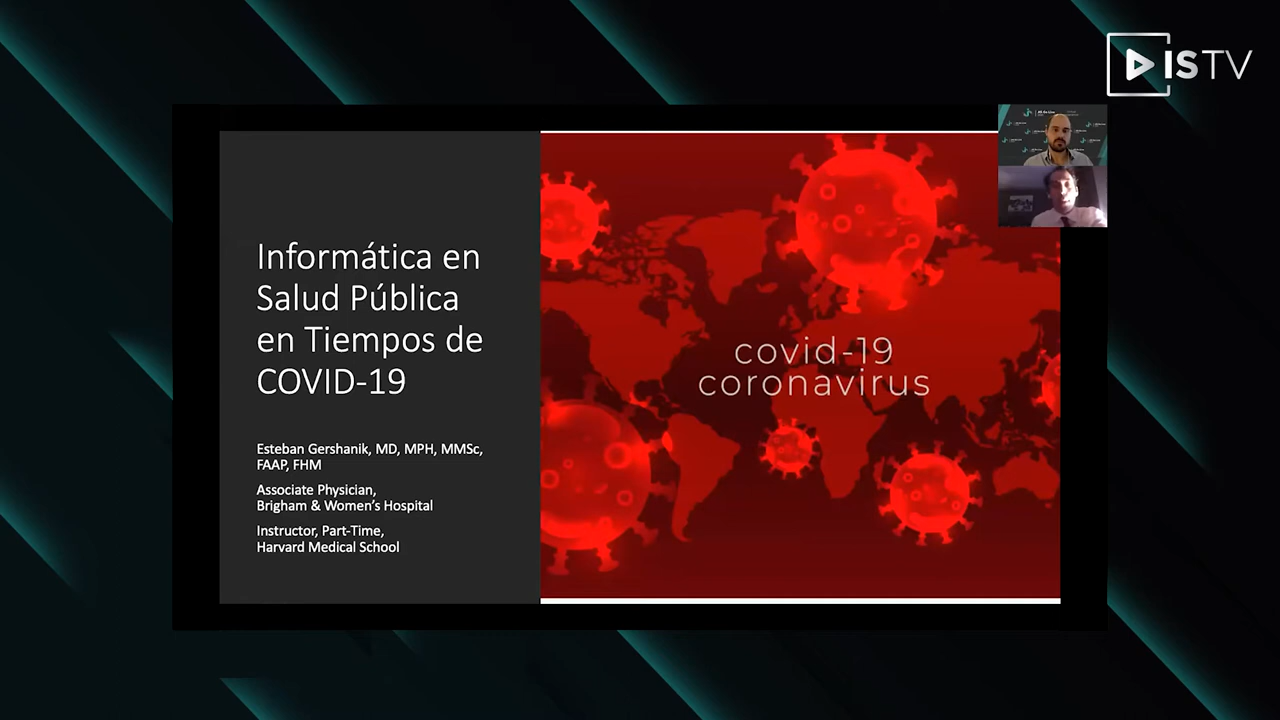 ISTV
Informática en
Salud Pública
en Tiempos de
COVID-19
Esteban Gershanik, MD, MPH, MMSc,
FAAP, FHM
Associate Physician,
Brigham & Women's Hospital
Instructor, Part-Time,
Harvard Medical School
covid-19
coronavirus